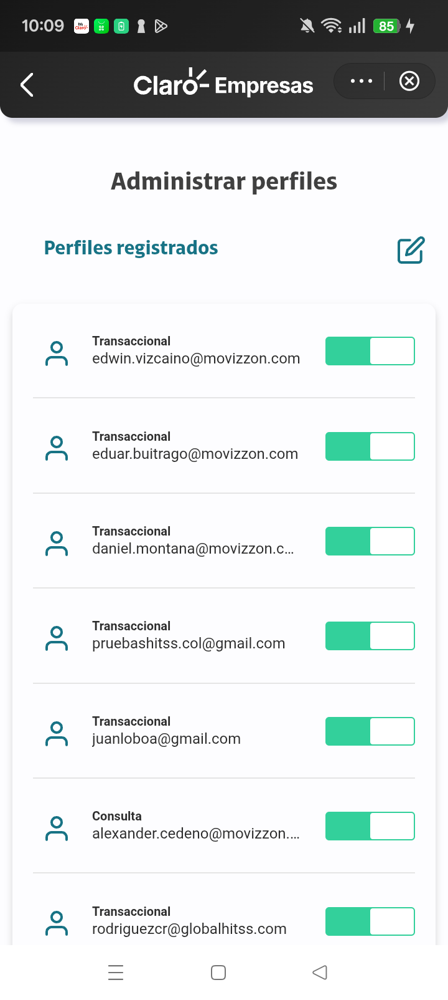 10:09
85
Claro- Empresas
Administrar perfiles
Perfiles registrados
Transaccional
edwin.vizcaino@movizzon.com
Transaccional
eduar.buitrago@movizzon.com
Transaccional
daniel.montana@movizzon.c...
Transaccional
pruebashitss.col@gmail.com
Transaccional
juanloboa@gmail.com
Consulta
alexander.cedeno@movizzon....
Transaccional
rodriguezcr@globalhitss.com